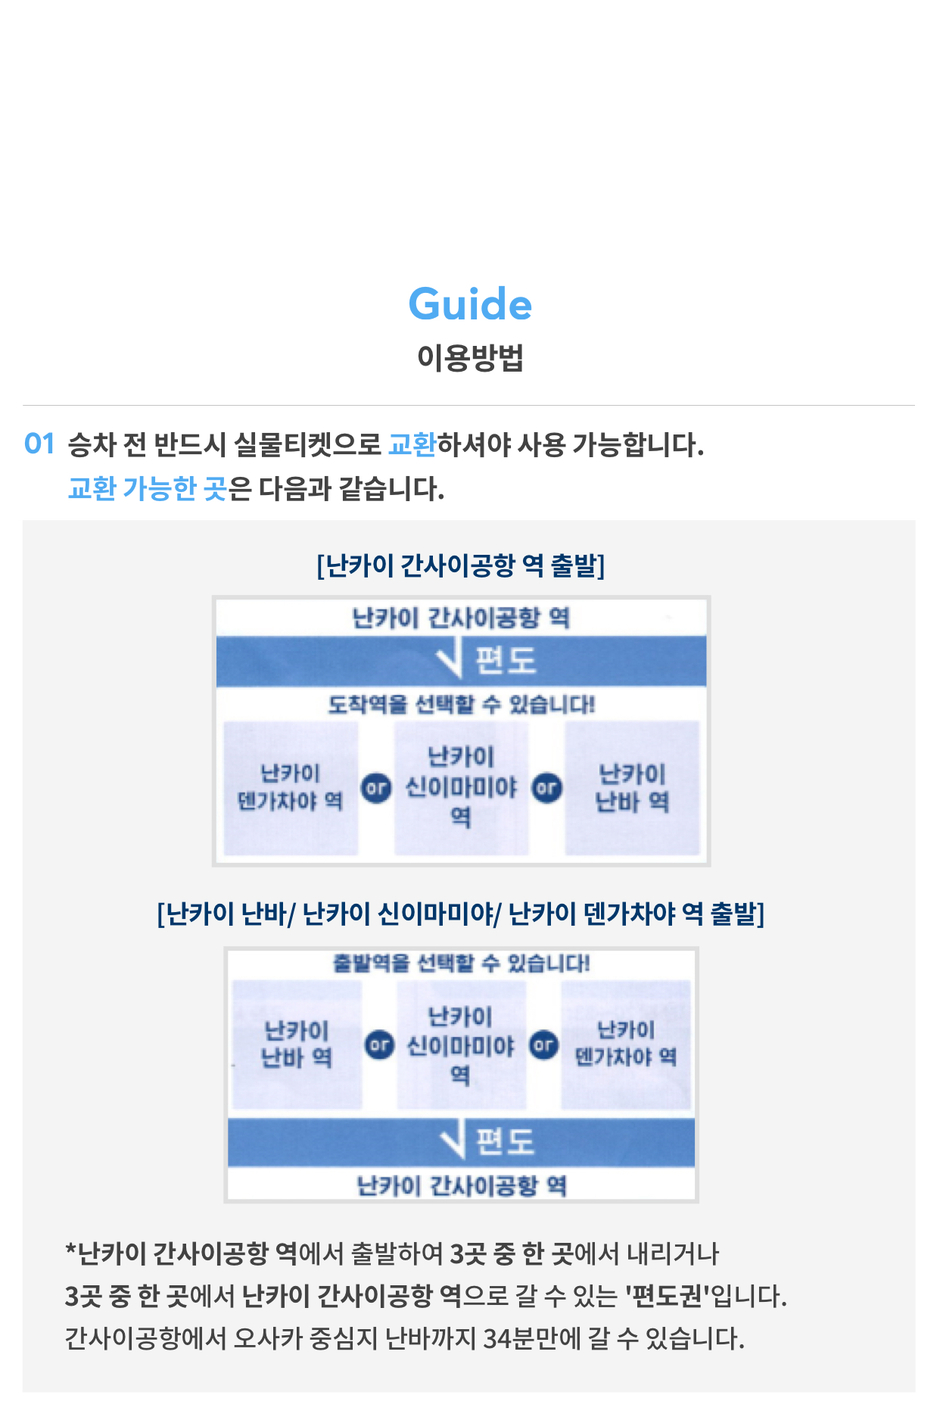 Guide
이용방법
01 승차 전 반드시 실물티켓으로 교환하셔야 사용 가능합니다.
교환 가능한 곳은 다음과 같습니다.
[난카이 간사이공항 역 출발]
난카이 간사이공항 역
편도
도착역을 선택할 수 있습니다!
난카이
덴가차야 역
or
난카이
신이마미야
역
or
난카이
난바 역
[난카이 난바/ 난카이 신이마미야/ 난카이 덴가차야 역 출발]
출발역을 선택할 수 있습니다!
난카이
난바 역
or
난카이
신이마미야
역
or
난카이
덴가차야 역
편도
난카이 간사이공항 역
*난카이 간사이공항 역에서 출발하여 3곳 중 한 곳에서 내리거나
3곳 중 한 곳에서 난카이 간사이공항 역으로 갈 수 있는 '편도권'입니다.
간사이공항에서 오사카 중심지 난바까지 34분만에 갈 수 있습니다.